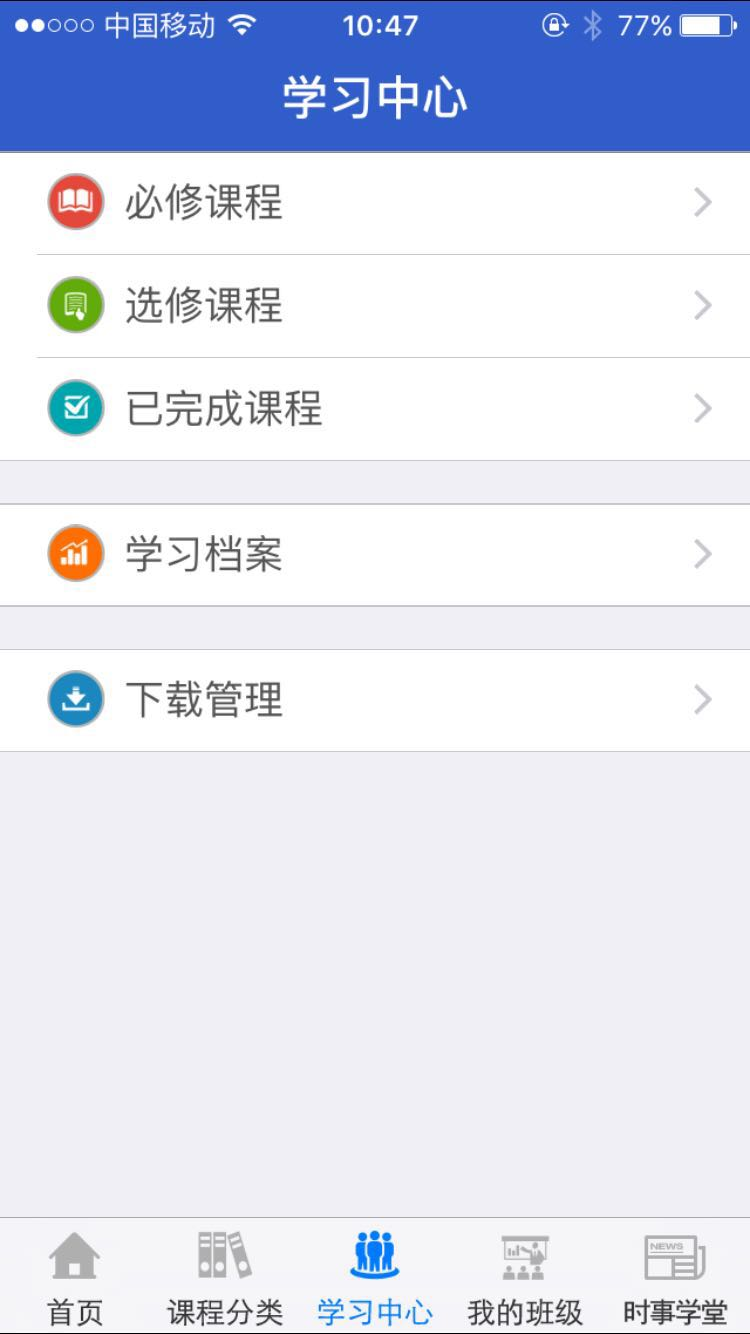 中国移动 10:47 77%
学习中心
必修课程
选修课程
已完成课程
学习档案
下载管理
NEWS
首页 课程分类 学习中心 我的班级 时事学堂